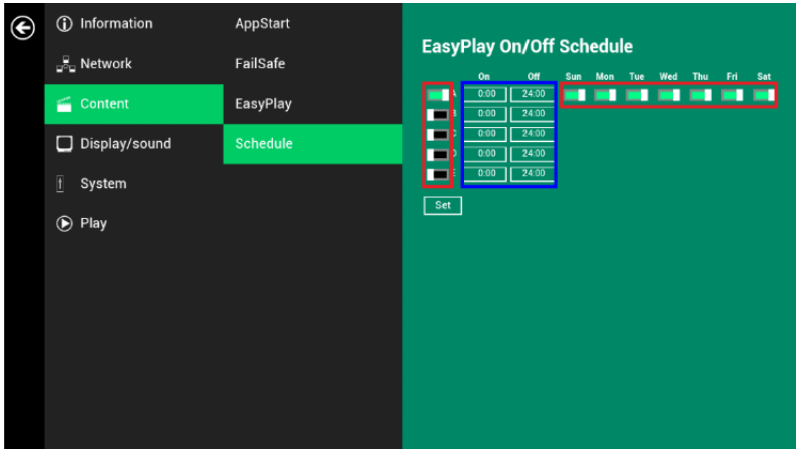 Information
Network
Content
Display/sound
System
Play
AppStart
FailSafe
EasyPlay
Schedule
EasyPlay On/Off Schedule
On Off Sun Mon Tue Wed Thu Fri Sat
A 0:00 24:00
B 0:00 24:00
C 0:00 24:00
D 0:00 24:00
E 0:00 24:00
Set